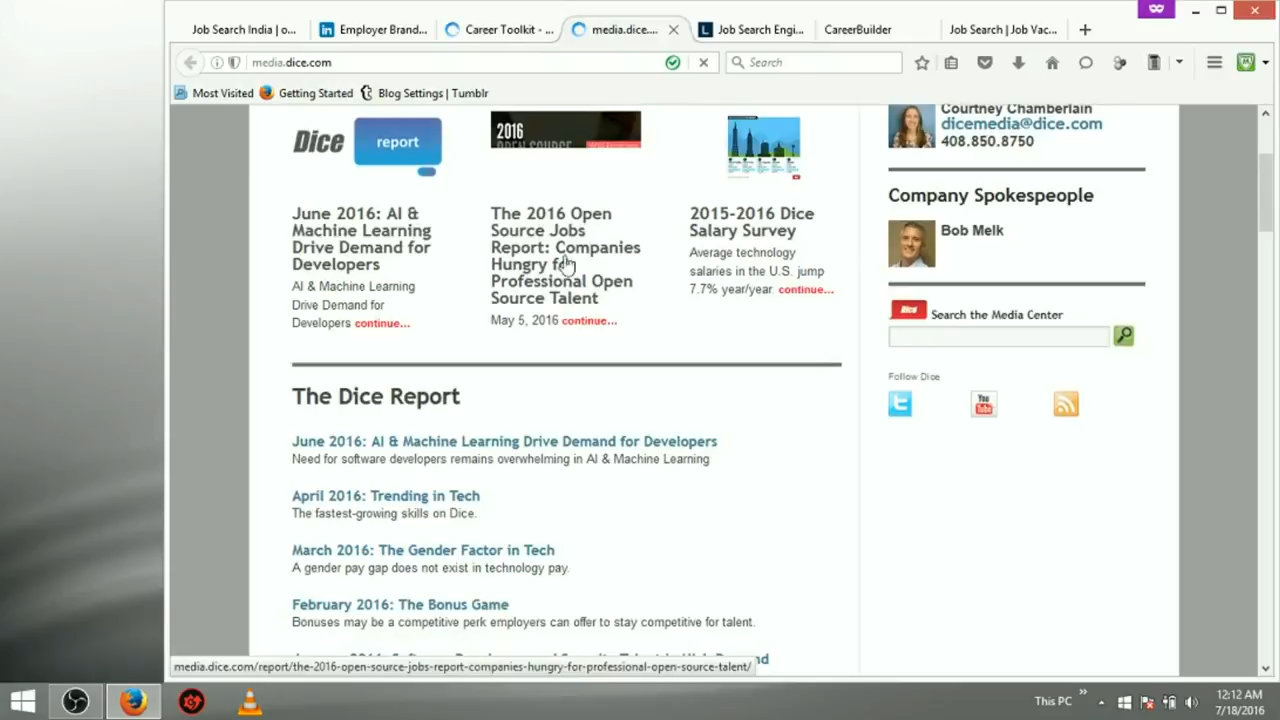 Job Search India | o...
Employer Brand...
Career Toolkit - ...
media.dice....
Job Search Engi...
CareerBuilder
Job Search | Job Vac...
media.dice.com
Search
Most Visited
Getting Started
Blog Settings | Tumblr
Dice
report
2016
Courtney Chamberlain
dicemedia@dice.com
408.850.8750
June 2016: AI &
Machine Learning
Drive Demand for
Developers
AI & Machine Learning
Drive Demand for
Developers continue...
The 2016 Open
Source Jobs
Report: Companies
Hungry for
Professional Open
Source Talent
May 5, 2016 continue...
2015-2016 Dice
Salary Survey
Average technology
salaries in the U.S. jump
7.7% year/year. continue...
Company Spokespeople
Bob Melk
Dice
Search the Media Center
Follow Dice
You
Tube
The Dice Report
June 2016: AI & Machine Learning Drive Demand for Developers
Need for software developers remains overwhelming in AI & Machine Learning
April 2016: Trending in Tech
The fastest-growing skills on Dice.
March 2016: The Gender Factor in Tech
A gender pay gap does not exist in technology pay.
February 2016: The Bonus Game
Bonuses may be a competitive perk employers can offer to stay competitive for talent.
media.dice.com/report/the-2016-open-source-jobs-report-companies-hungry-for-professional-open-source-talent/
This PC
12:12 AM
7/18/2016